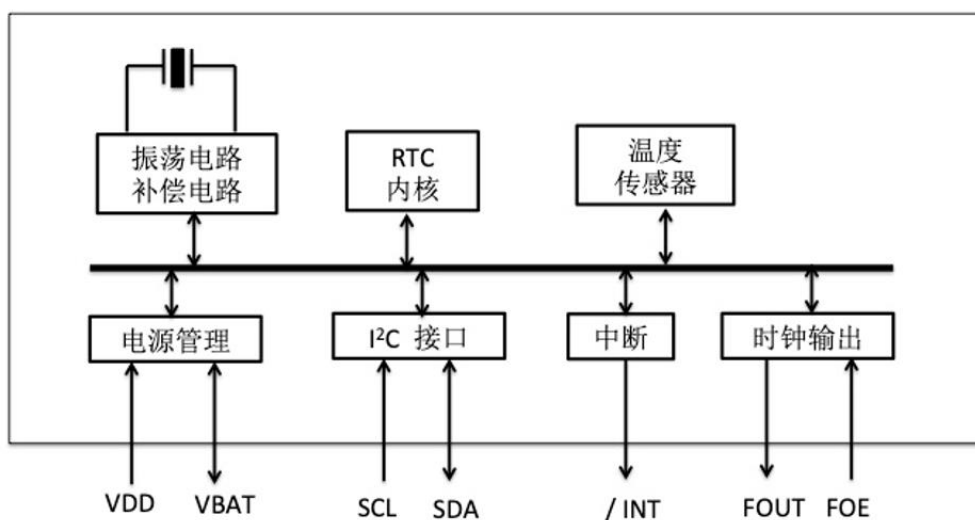 振荡电路
补偿电路
RTC
内核
温度
传感器
电源管理
I²C 接口
中断
时钟输出
VDD
VBAT
SCL
SDA
/ INT
FOUT
FOE